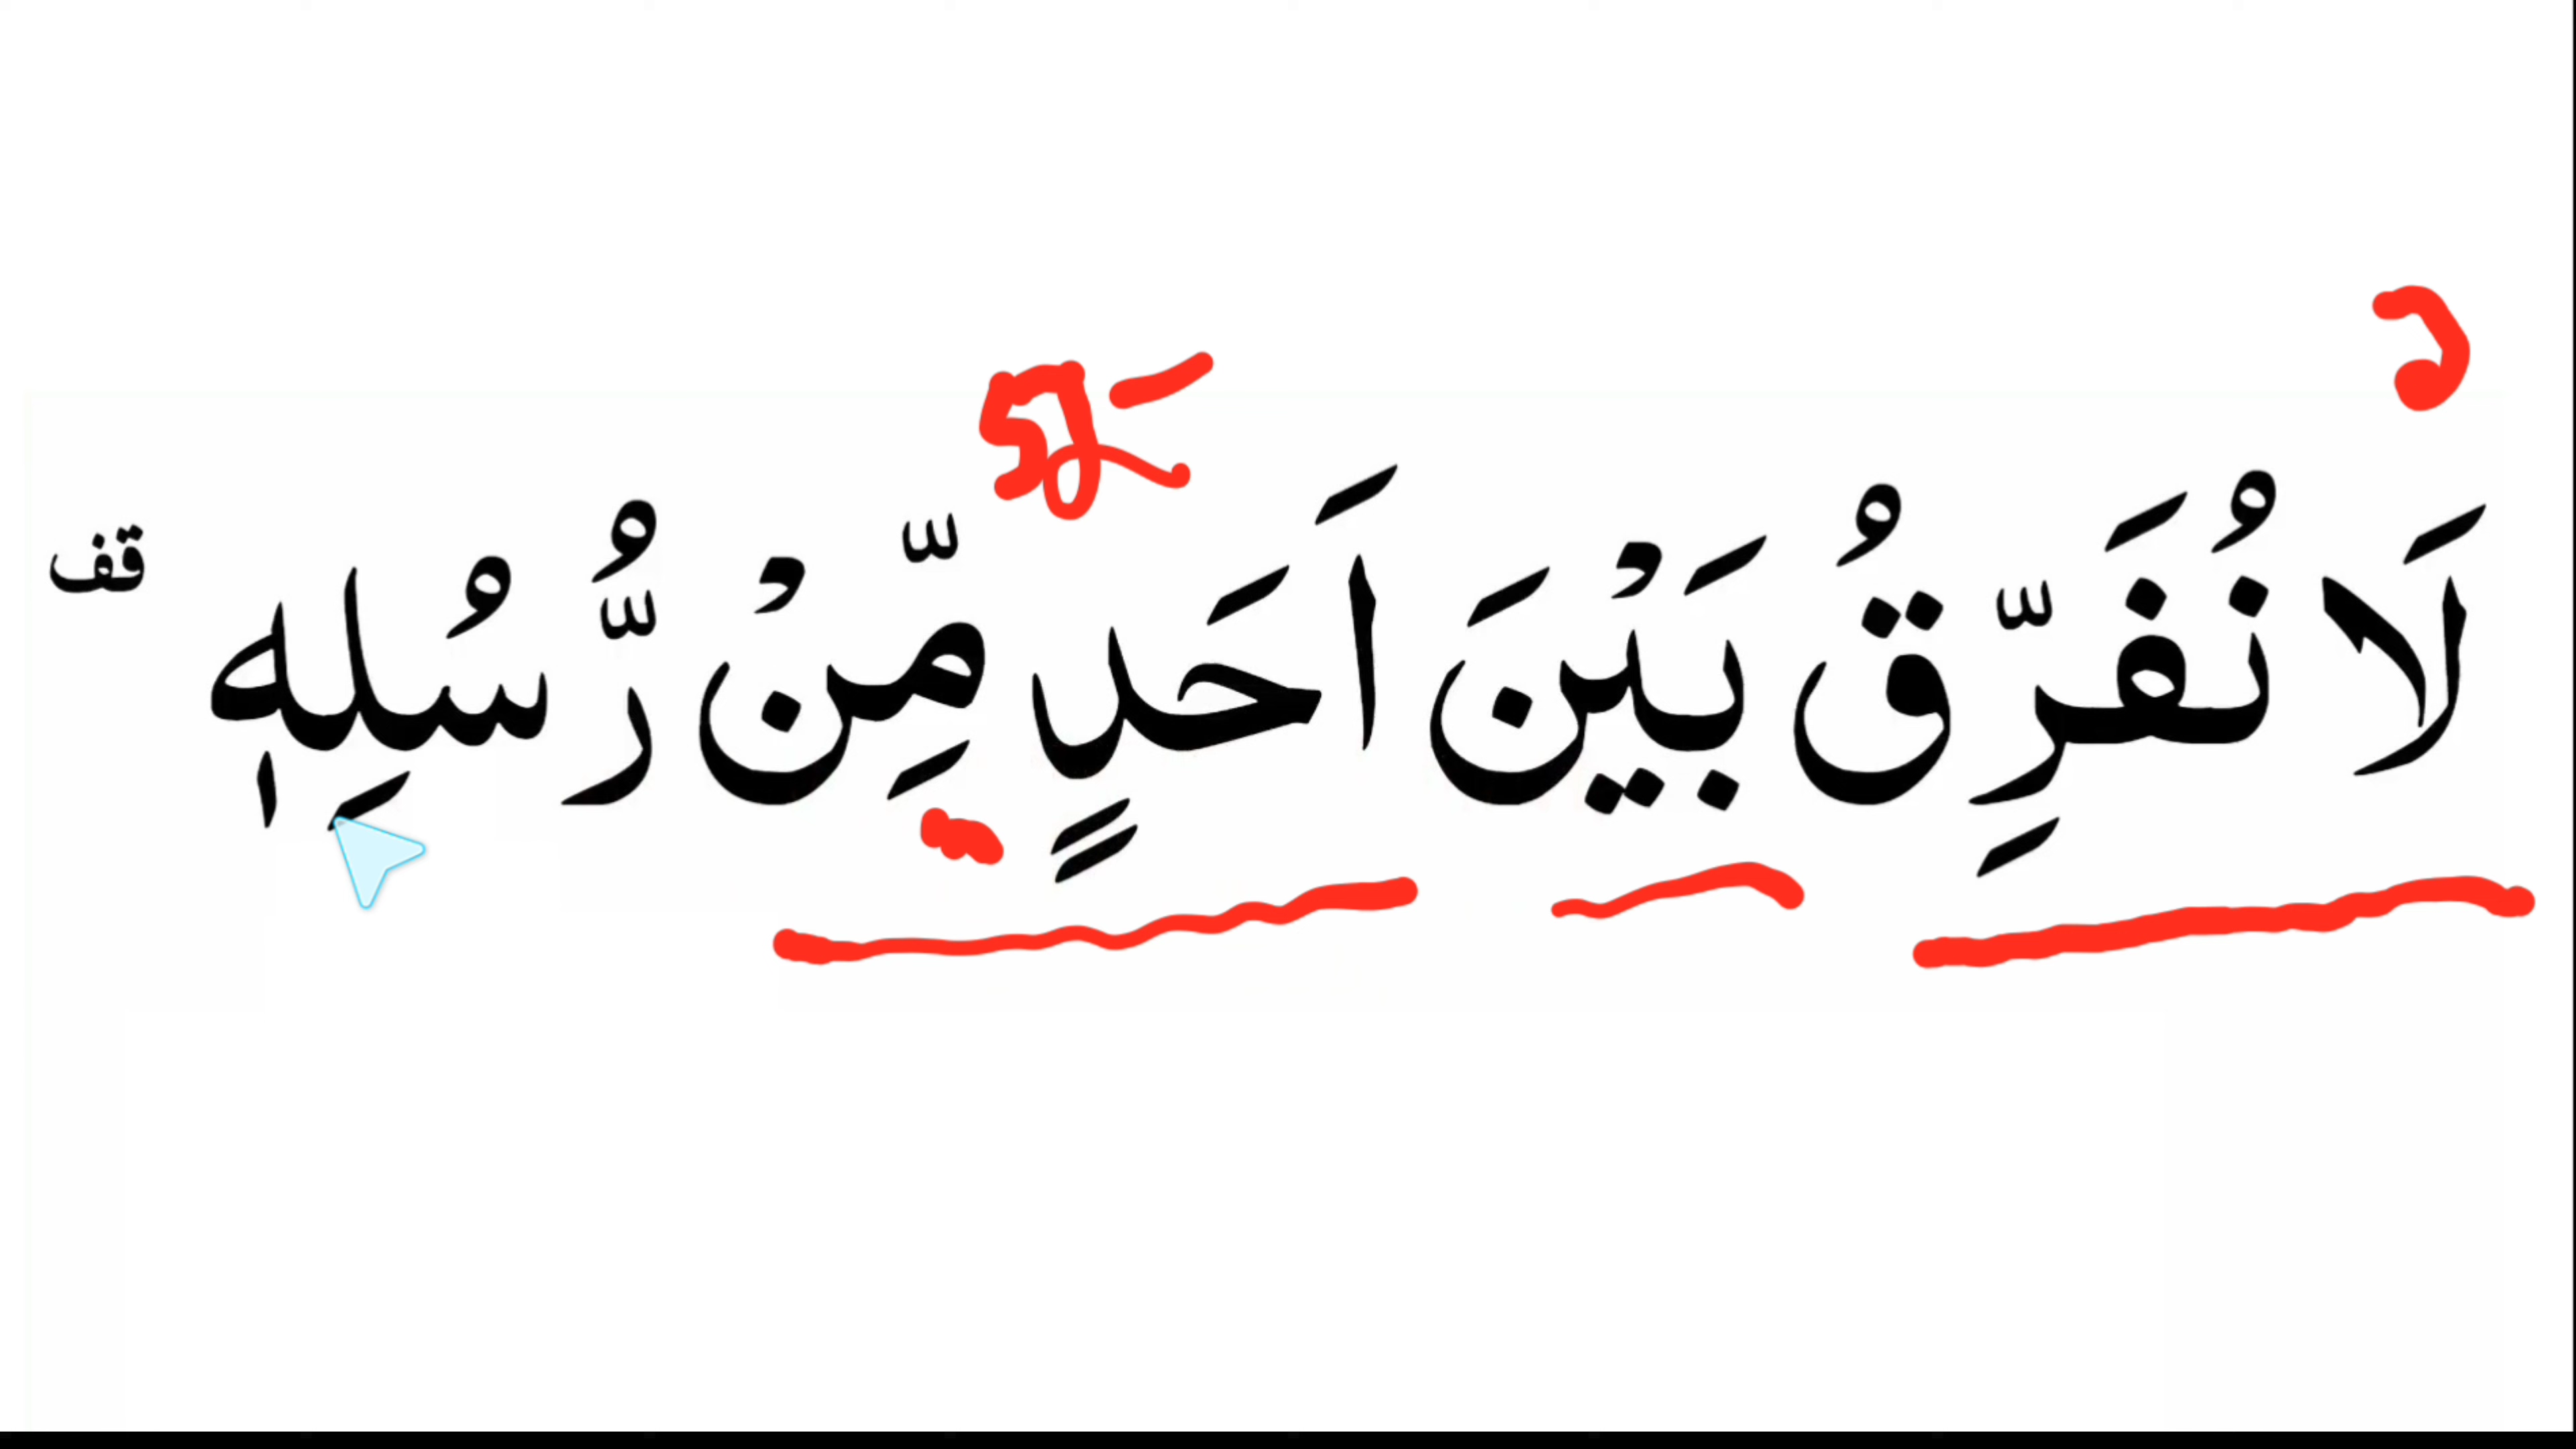 لَا نُفَرِّقُ بَيْنَ اَحَدٍ مِّنْ رُّسُلِهٖ ۟قف